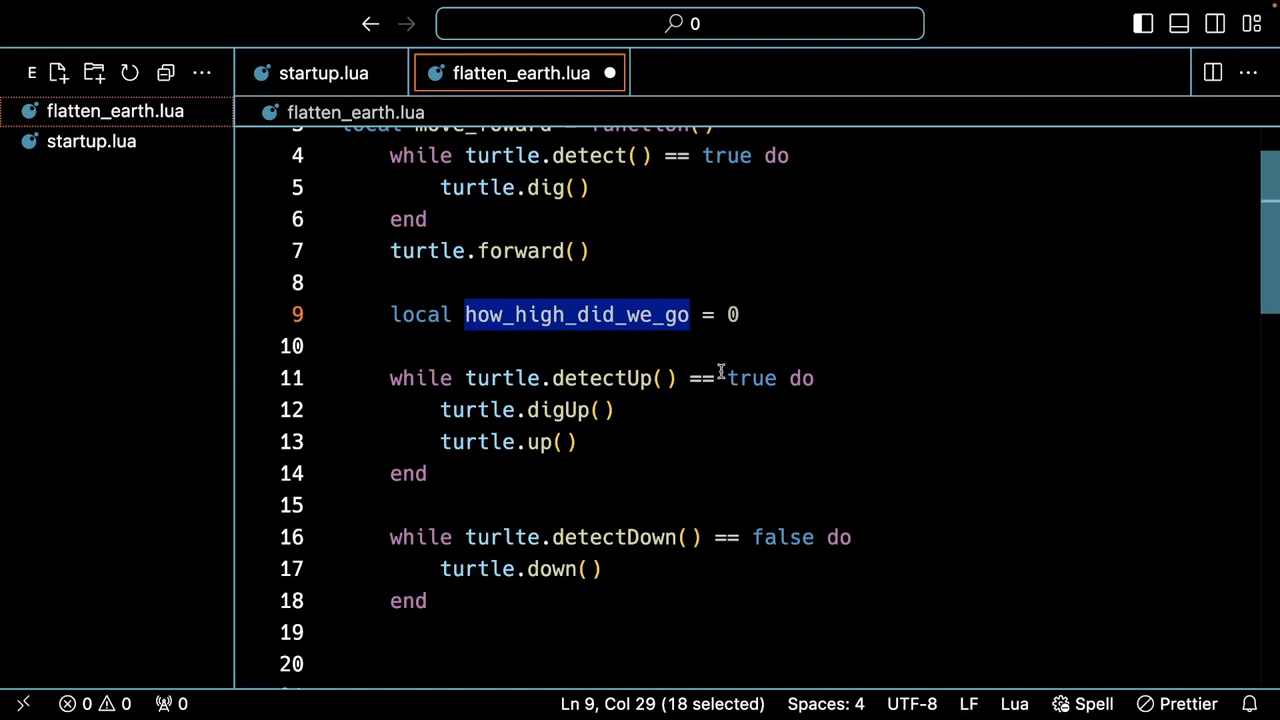 0
E
startup.lua
flatten_earth.lua
flatten_earth.lua
startup.lua
flatten_earth.lua
3 local move_foward = function()
4 while turtle.detect() == true do
5 turtle.dig()
6 end
7 turtle.forward()
8
9 local how_high_did_we_go = 0
10
11 while turtle.detectUp() == true do
12 turtle.digUp()
13 turtle.up()
14 end
15
16 while turlte.detectDown() == false do
17 turtle.down()
18 end
19
20
0 0 0
Ln 9, Col 29 (18 selected) Spaces: 4 UTF-8 LF Lua Spell Prettier